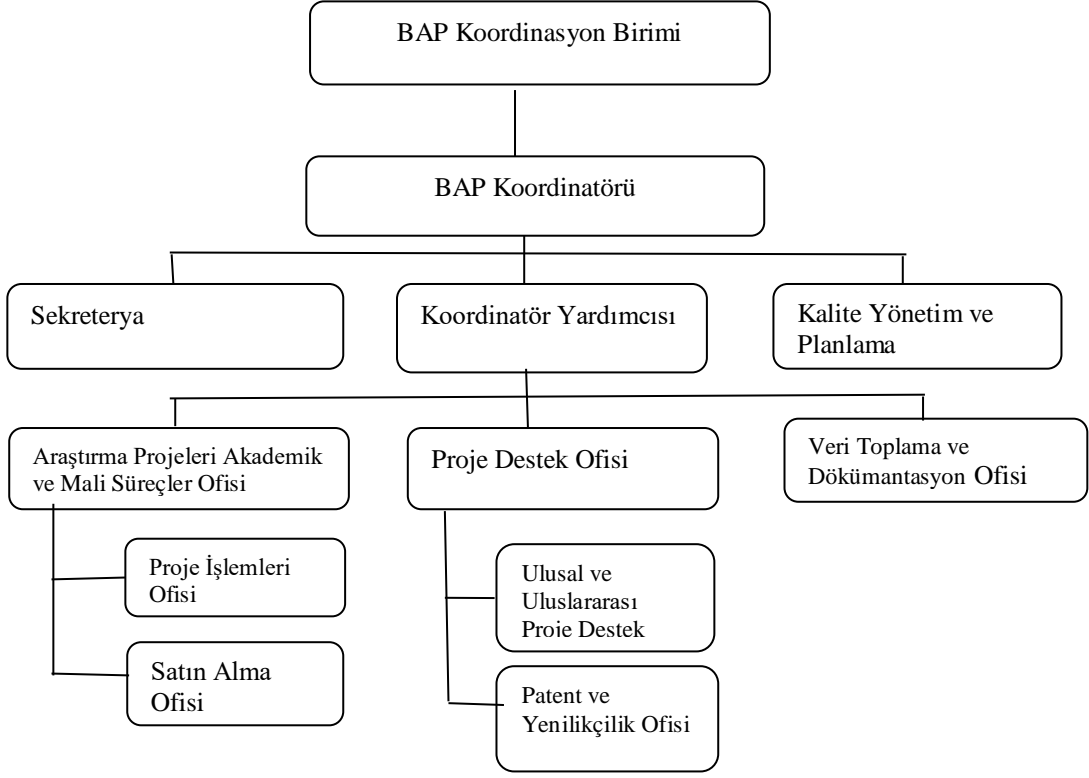 BAP Koordinasyon Birimi
BAP Koordinatörü
Sekreterya
Koordinatör Yardımcısı
Kalite Yönetim ve
Planlama
Araştırma Projeleri Akademik
ve Mali Süreçler Ofisi
Proje Destek Ofisi
Veri Toplama ve
Dökümantasyon Ofisi
Proje İşlemleri
Ofisi
Satın Alma
Ofisi
Ulusal ve
Uluslararası
Proje Destek
Patent ve
Yenilikçilik Ofisi